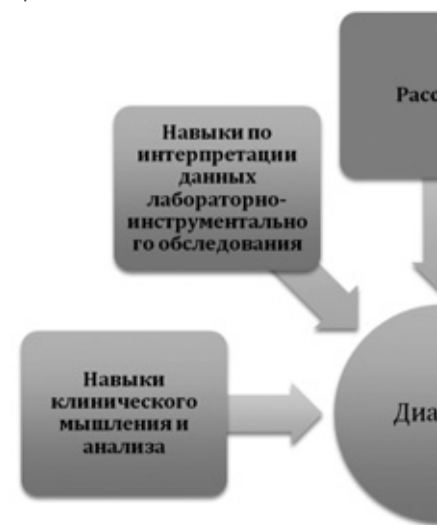 Навыки по
интерпретации
данных
лабораторно-
инструментально
го обследования
Навыки
клинического
мышления и
анализа